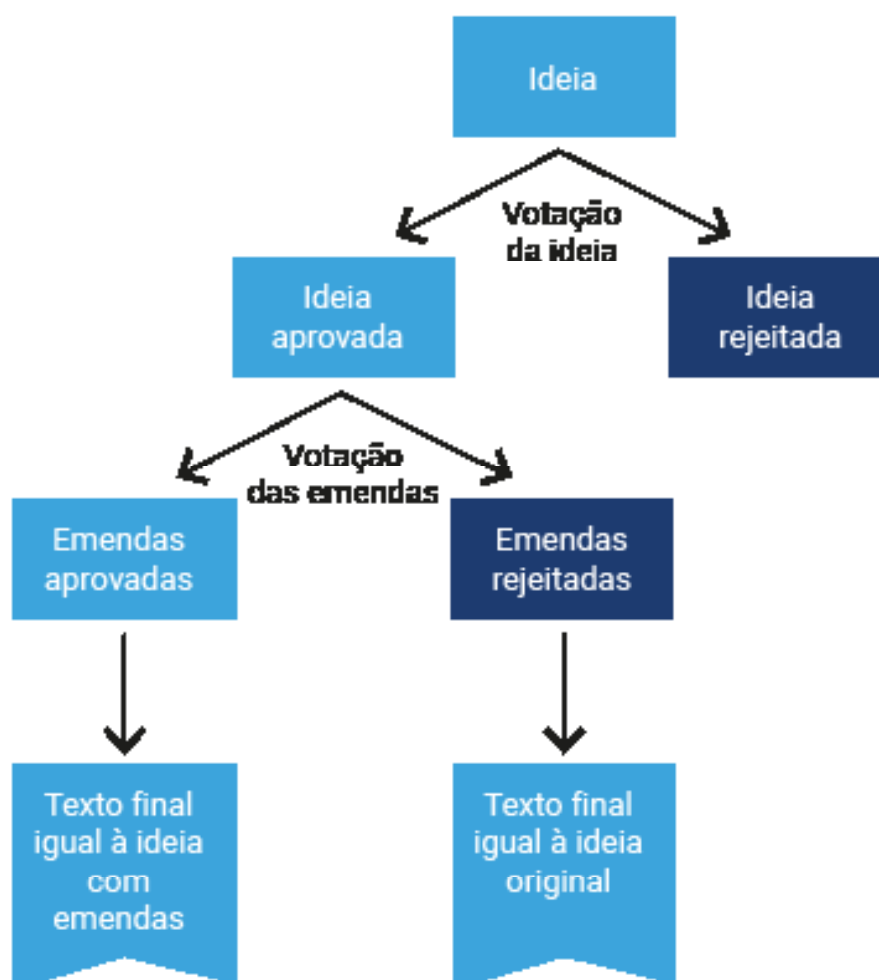 Ideia
Votação
da ideia
Ideia
aprovada
Ideia
rejeitada
Votação
das emendas
Emendas
aprovadas
Emendas
rejeitadas
Texto final
igual à ideia
com
emendas
Texto final
igual à ideia
original